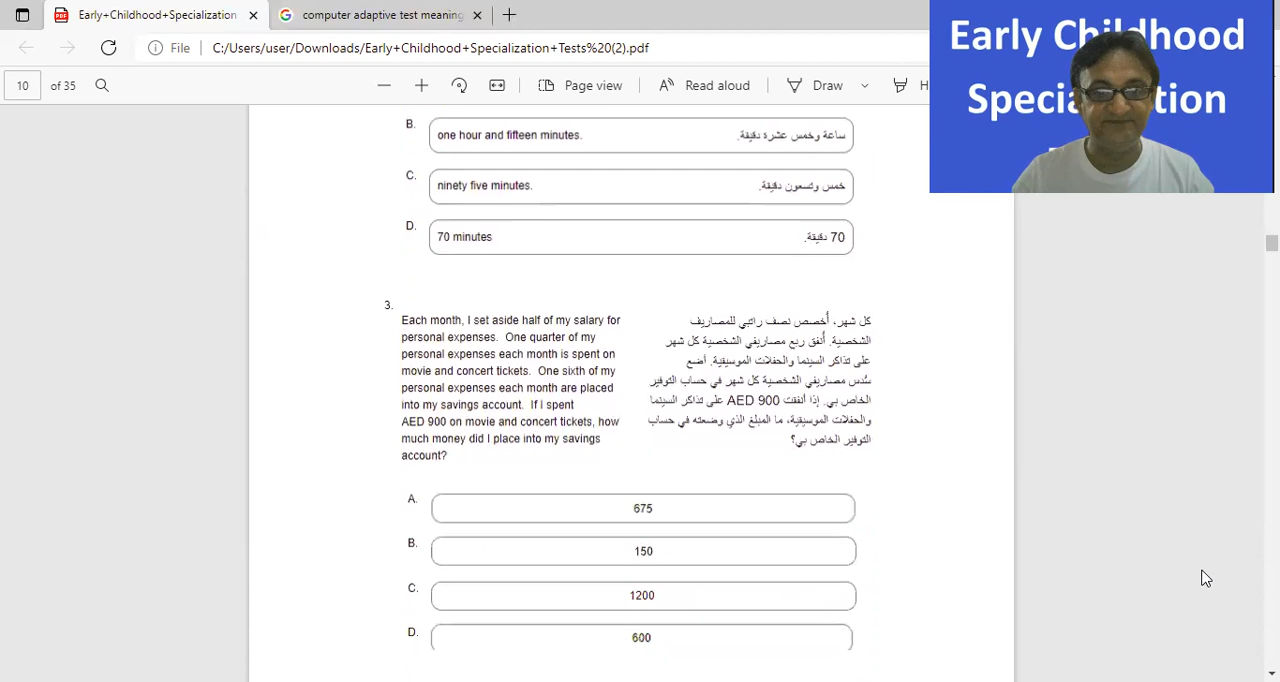 Early+Childhood+Specialization
computer adaptive test meaning
File
C:/Users/user/Downloads/Early+Childhood+Specialization+Tests%20(2).pdf
10 of 35
Page view
Read aloud
Draw
H
Early Childhood
Specialization
B.
one hour and fifteen minutes.
ساعة وخمس عشرة دقيقة.
C.
ninety five minutes.
خمس وتسعون دقيقة.
D.
70 minutes
70 دقيقة.
3.
Each month, I set aside half of my salary for
personal expenses. One quarter of my
personal expenses each month is spent on
movie and concert tickets. One sixth of my
personal expenses each month are placed
into my savings account. If I spent
AED 900 on movie and concert tickets, how
much money did I place into my savings
account?
كل شهر، أُخصص نصف راتبي للمصاريف
الشخصية. أُنفق ربع مصاريفي الشخصية كل شهر
على تذاكر السينما والحفلات الموسيقية. أضع
سُدس مصاريفي الشخصية كل شهر في حساب التوفير
الخاص بي. إذا أنفقت AED 900 على تذاكر السينما
والحفلات الموسيقية، ما المبلغ الذي وضعته في حساب
التوفير الخاص بي؟
A.
675
B.
150
C.
1200
D.
600